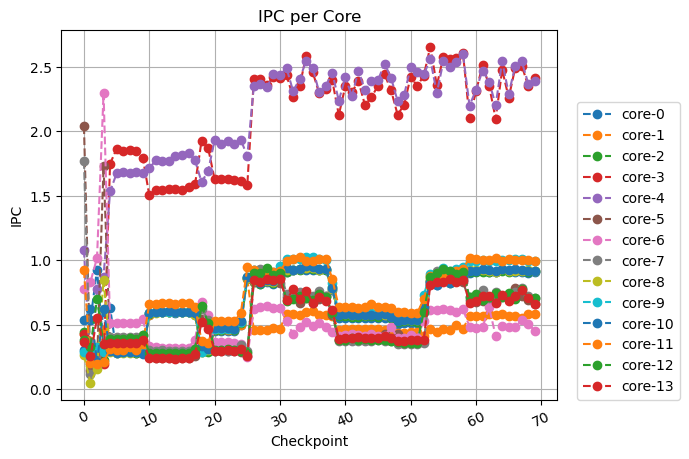 IPC per Core
IPC
2.5
2.0
1.5
1.0
0.5
0.0
0
10
20
30
40
50
60
70
Checkpoint
core-0
core-1
core-2
core-3
core-4
core-5
core-6
core-7
core-8
core-9
core-10
core-11
core-12
core-13